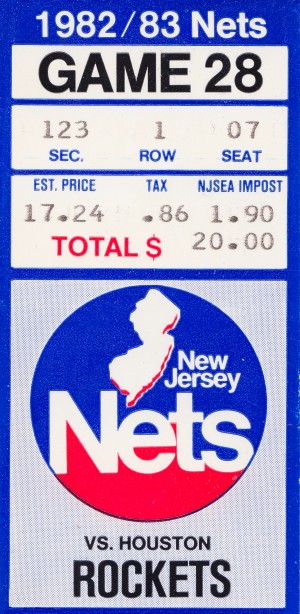 1982/83 Nets
GAME 28
123 1 07
SEC. ROW SEAT
EST. PRICE TAX NJSEA IMPOST
17.24 .86 1.90
TOTAL $ 20.00
New
Jersey
Nets
VS. HOUSTON
ROCKETS